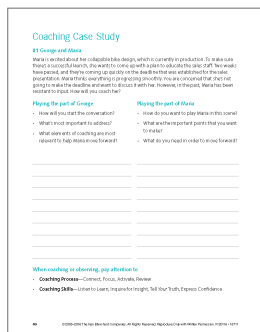 Coaching Case Study
#1 George and Maria
Maria is excited about her collapsible bike design, which is currently in production. To make sure
there's a successful launch, she wants to come up with a plan to educate the sales staff. Two weeks
have passed, and they're coming up quickly on the deadline that was established for the sales
presentation. Maria thinks everything is progressing smoothly. You are concerned that she's not
going to make the deadline and want to discuss it with her. However, in the past, Maria has been
resistant to input. How will you coach her?
Playing the part of George
• How will you start the conversation?
• What's most important to address?
• What elements of coaching are most
relevant to help Maria move forward?
Playing the part of Maria
• How do you want to play Maria in this scene?
• What are the important points that you want
to make?
• What do you need in order to move forward?
When coaching or observing, pay attention to
• Coaching Process—Connect, Focus, Activate, Review
• Coaching Skills—Listen to Learn, Inquire for Insight, Tell Your Truth, Express Confidence
The Ken Blanchard Companies. All Rights Reserved.